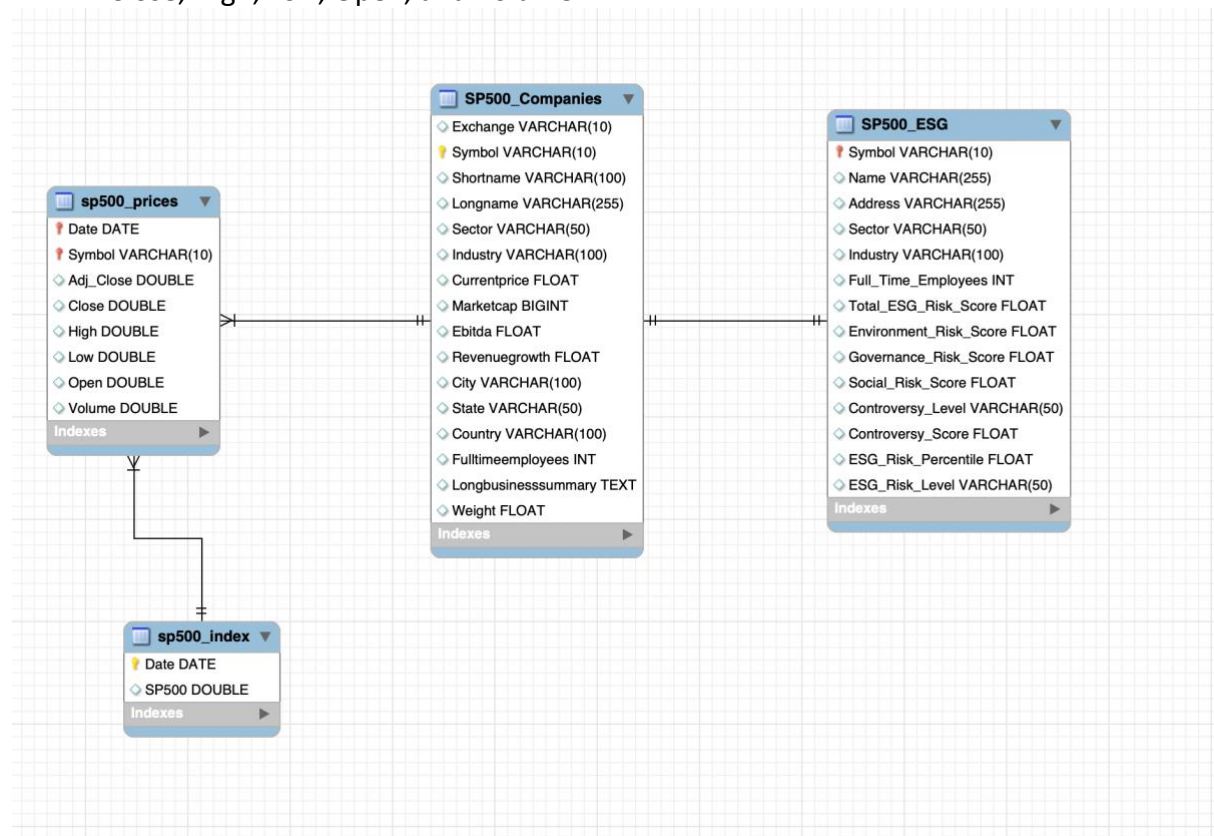 Close, High, Low, Open, and Volume
SP500_Companies
Exchange VARCHAR(10)
Symbol VARCHAR(10)
Shortname VARCHAR(100)
Longname VARCHAR(255)
Sector VARCHAR(50)
Industry VARCHAR(100)
Currentprice FLOAT
Marketcap BIGINT
Ebitda FLOAT
Revenuegrowth FLOAT
City VARCHAR(100)
State VARCHAR(50)
Country VARCHAR(100)
Fulltimeemployees INT
Longbusinesssummary TEXT
Weight FLOAT
Indexes
SP500_ESG
Symbol VARCHAR(10)
Name VARCHAR(255)
Address VARCHAR(255)
Sector VARCHAR(50)
Industry VARCHAR(100)
Full_Time_Employees INT
Total_ESG_Risk_Score FLOAT
Environment_Risk_Score FLOAT
Governance_Risk_Score FLOAT
Social_Risk_Score FLOAT
Controversy_Level VARCHAR(50)
Controversy_Score FLOAT
ESG_Risk_Percentile FLOAT
ESG_Risk_Level VARCHAR(50)
Indexes
sp500_prices
Date DATE
Symbol VARCHAR(10)
Adj_Close DOUBLE
Close DOUBLE
High DOUBLE
Low DOUBLE
Open DOUBLE
Volume DOUBLE
Indexes
sp500_index
Date DATE
SP500 DOUBLE
Indexes